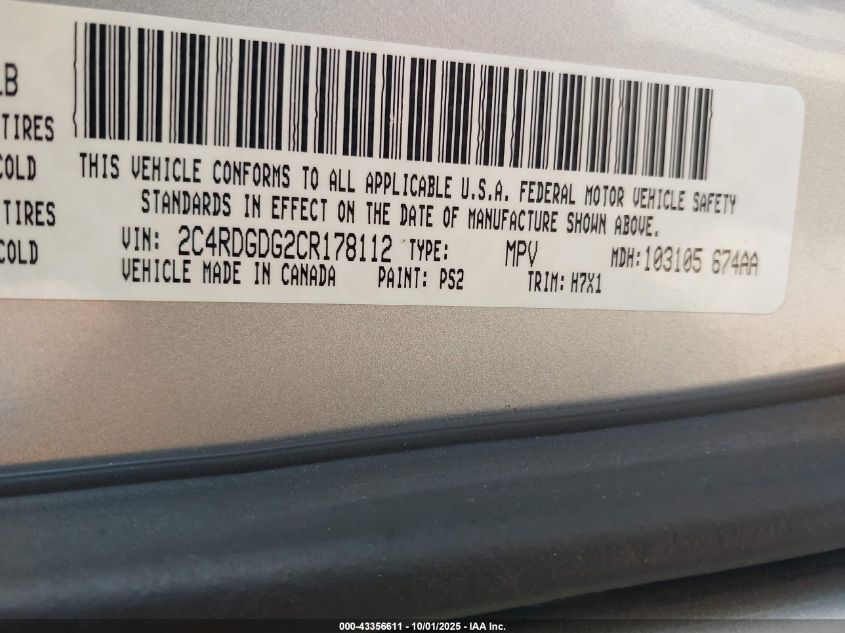 LB
TIRES
COLD
TIRES
COLD
THIS VEHICLE CONFORMS TO ALL APPLICABLE U.S.A. FEDERAL MOTOR VEHICLE SAFETY
STANDARDS IN EFFECT ON THE DATE OF MANUFACTURE SHOWN ABOVE.
VIN: 2C4RDGDG2CR178112 TYPE: MPV MDH:103105 674AA
VEHICLE MADE IN CANADA PAINT: PS2 TRIM: H7X1
000-43356611 - 10/01/2025 - IAA Inc.